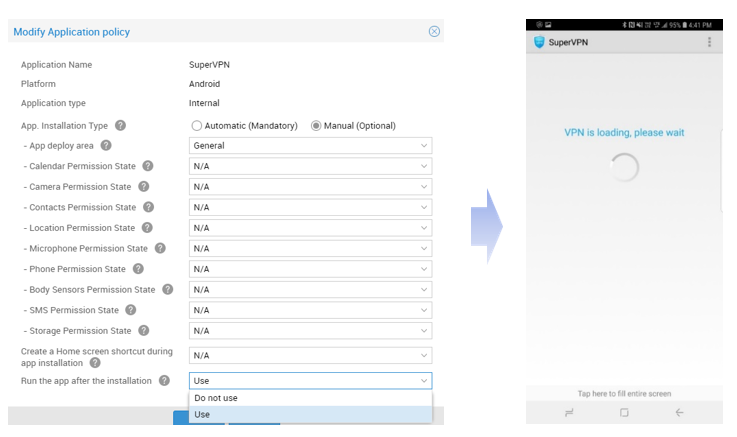 Modify Application policy
Application Name SuperVPN
Platform Android
Application type Internal
App. Installation Type ? Automatic (Mandatory) Manual (Optional)
- App deploy area ? General
- Calendar Permission State ? N/A
- Camera Permission State ? N/A
- Contacts Permission State ? N/A
- Location Permission State ? N/A
- Microphone Permission State ? N/A
- Phone Permission State ? N/A
- Body Sensors Permission State ? N/A
- SMS Permission State ? N/A
- Storage Permission State ? N/A
Create a Home screen shortcut during
app installation ? N/A
Run the app after the installation ? Use
Do not use
Use
95% 4:41 PM
SuperVPN
VPN is loading, please wait
Tap here to fill entire screen